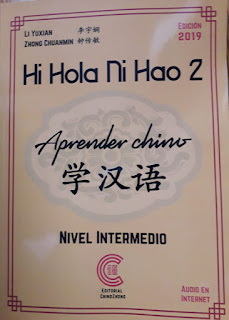 Li Yuxian 李宇娴
Zhong Chuanmin 钟传敏
Edición
2019
Hi Hola Ni Hao 2
Aprender chino
学汉语
Nivel Intermedio
Editorial
ChinoZhong
Audio en
Internet